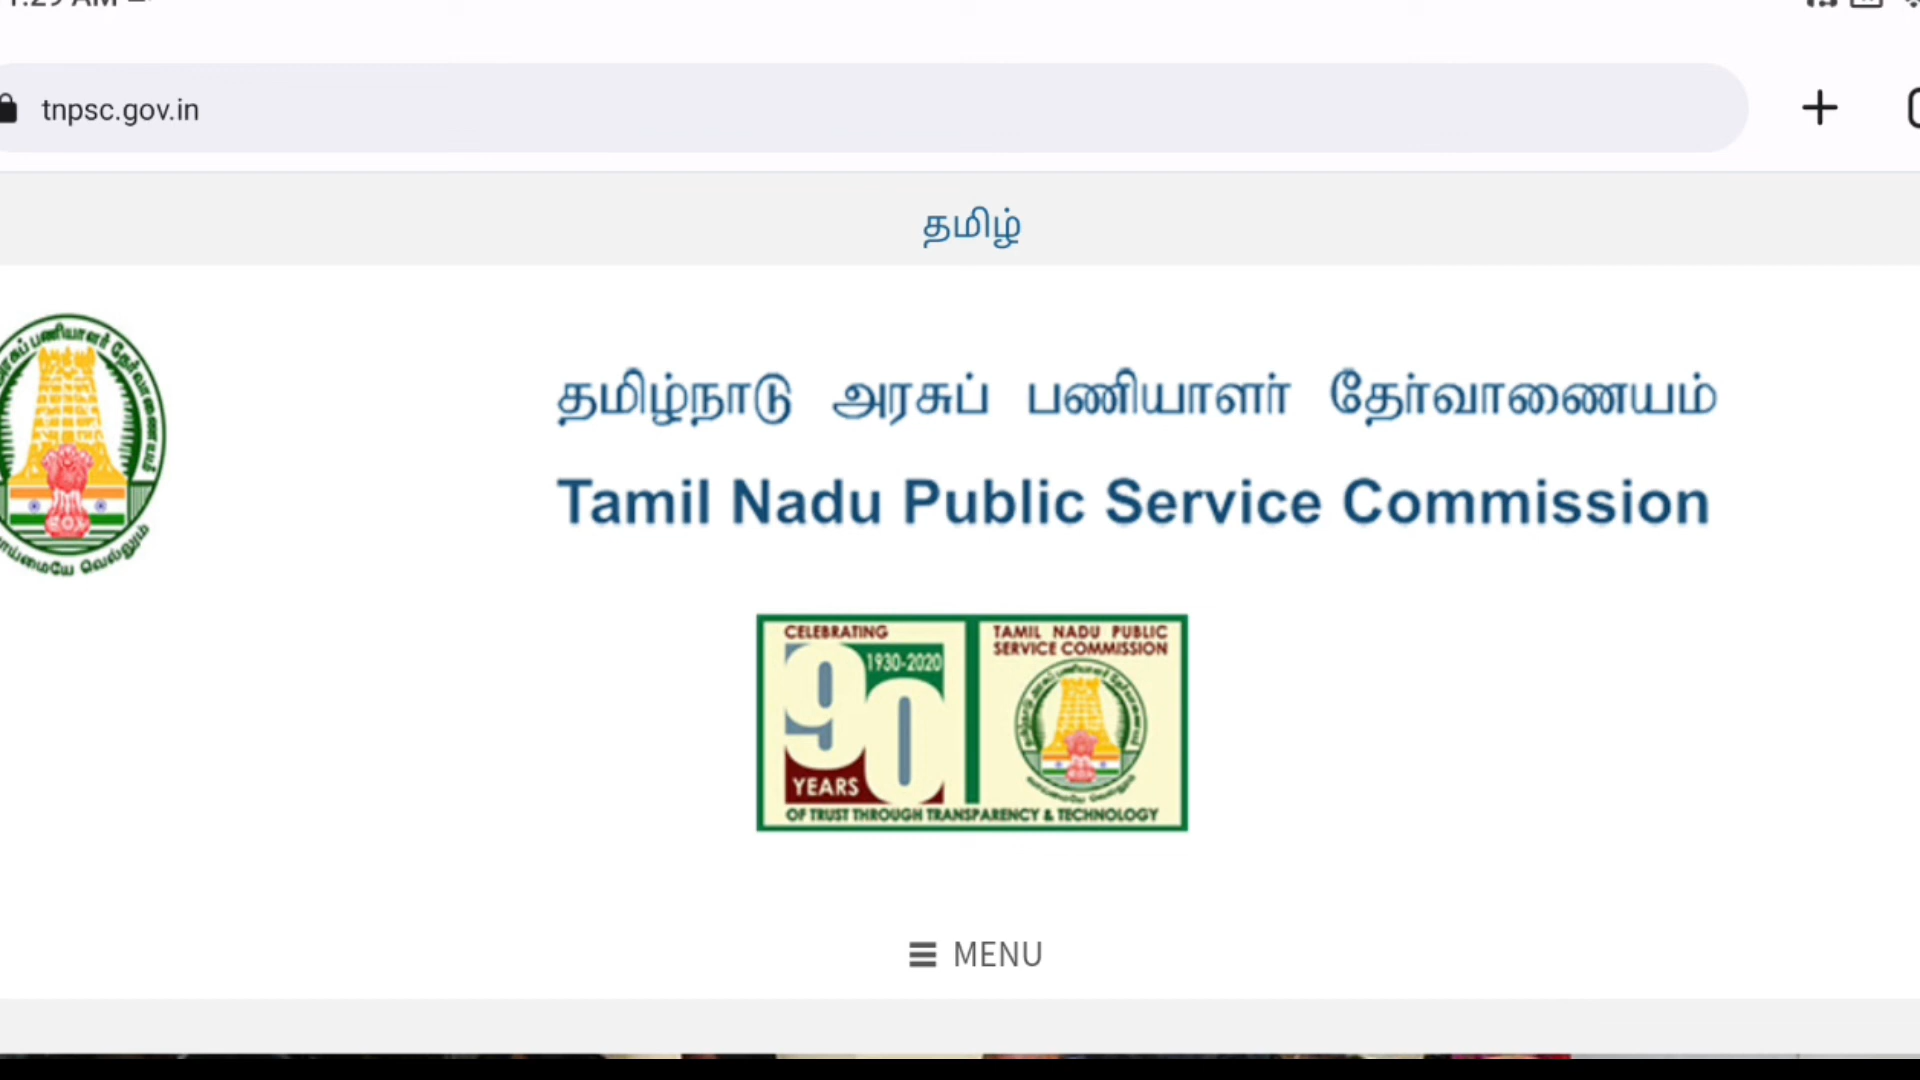 tnpsc.gov.in
தமிழ்
தமிழ்நாடு அரசுப் பணியாளர் தேர்வாணையம்
Tamil Nadu Public Service Commission
CELEBRATING
90
1930-2020
YEARS
TAMIL NADU PUBLIC
SERVICE COMMISSION
OF TRUST THROUGH TRANSPARENCY & TECHNOLOGY
MENU